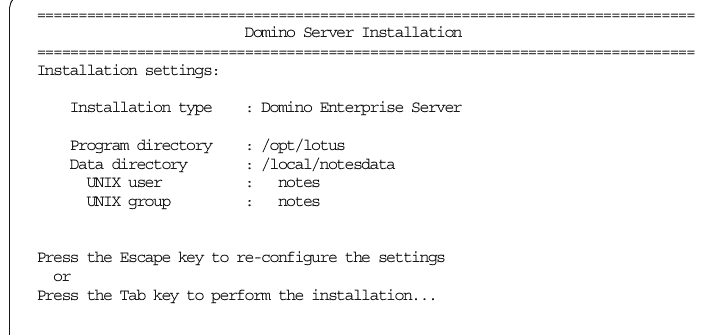 ================================================================================
Domino Server Installation
================================================================================
Installation settings:
Installation type : Domino Enterprise Server
Program directory : /opt/lotus
Data directory : /local/notesdata
UNIX user : notes
UNIX group : notes
Press the Escape key to re-configure the settings
or
Press the Tab key to perform the installation...